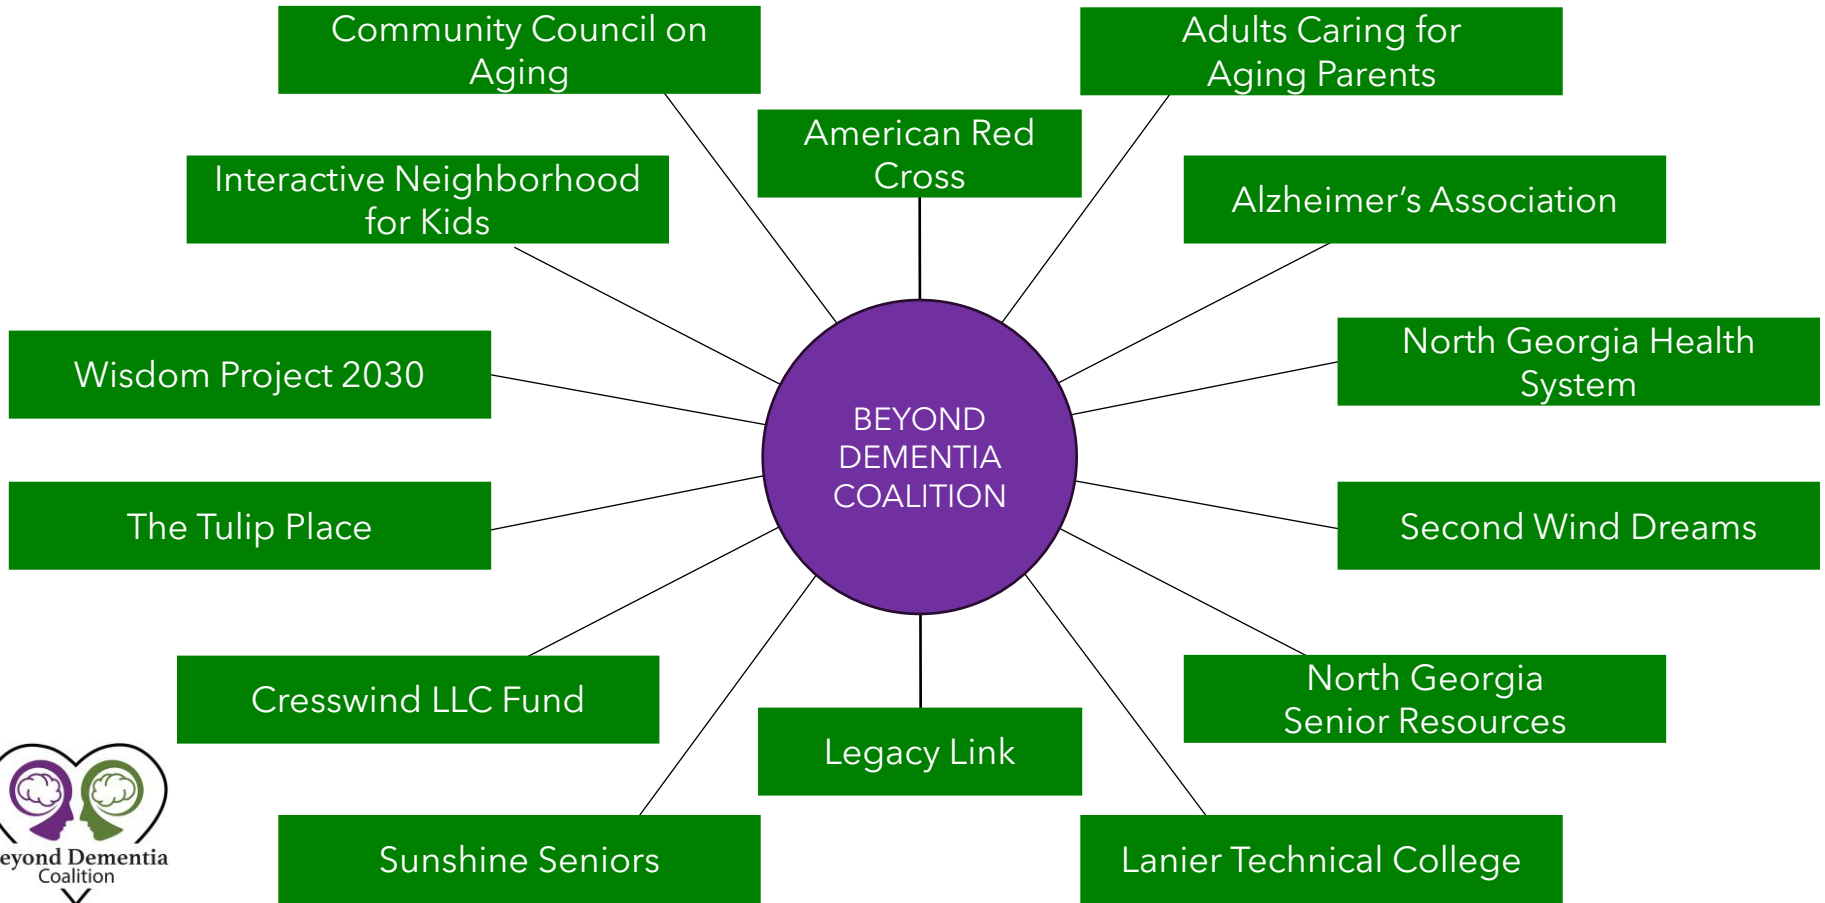 Community Council on
Aging
Adults Caring for
Aging Parents
American Red
Cross
Interactive Neighborhood
for Kids
Alzheimer’s Association
Wisdom Project 2030
North Georgia Health
System
BEYOND
DEMENTIA
COALITION
The Tulip Place
Second Wind Dreams
Cresswind LLC Fund
North Georgia
Senior Resources
Legacy Link
Sunshine Seniors
Lanier Technical College
eyond Dementia
Coalition